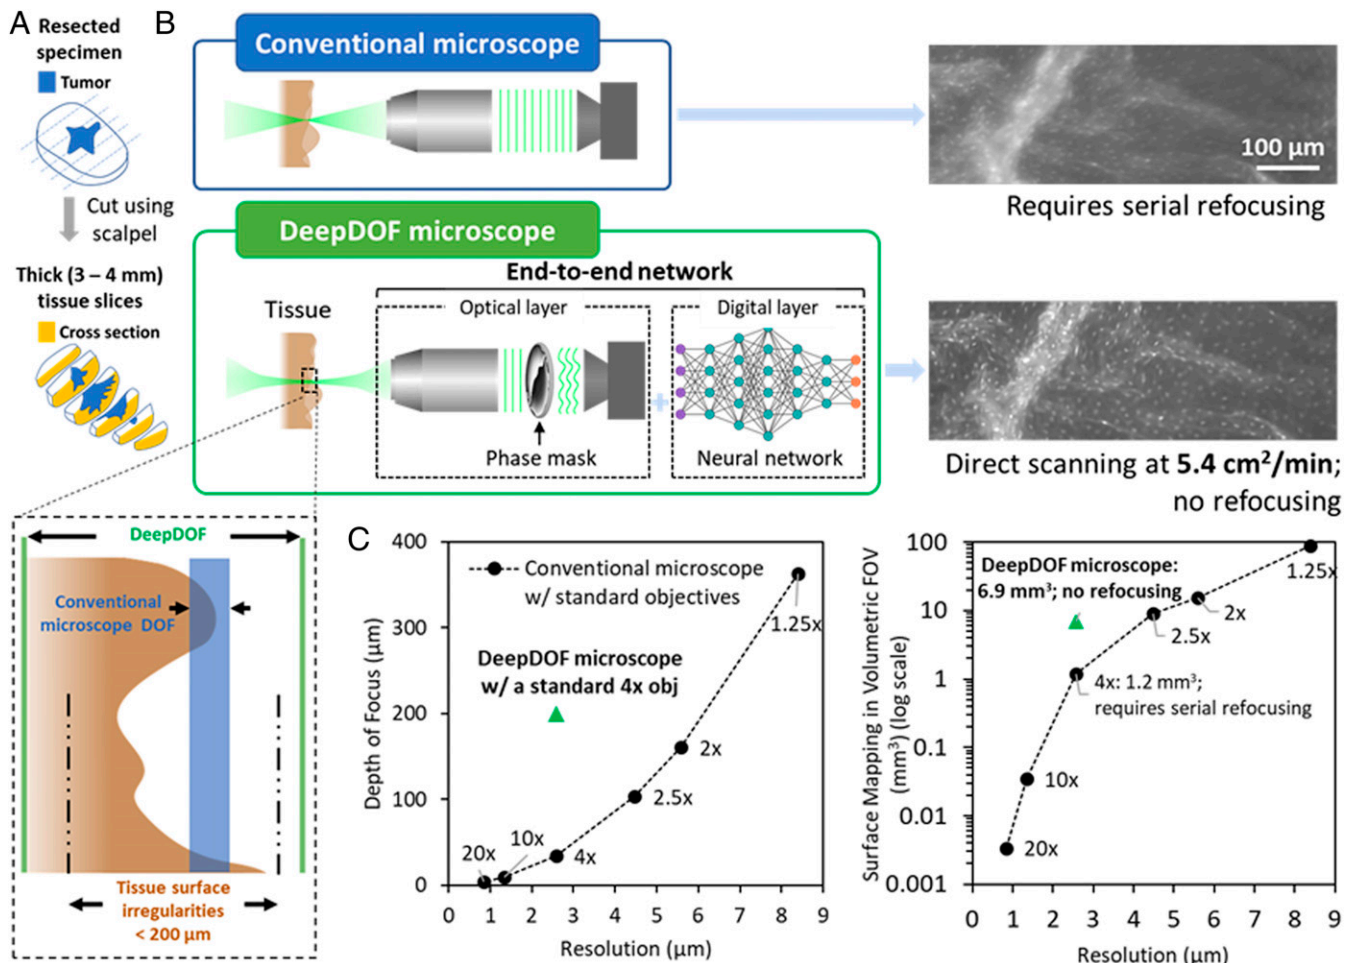 A
Resected
specimen
Tumor
Cut using
scalpel
Thick (3 – 4 mm)
tissue slices
Cross section
B
Conventional microscope
100 µm
Requires serial refocusing
DeepDOF microscope
End-to-end network
Tissue
Optical layer
Digital layer
+
Phase mask
Neural network
Direct scanning at 5.4 cm²/min;
no refocusing
DeepDOF
Conventional
microscope DOF
Tissue surface
irregularities
< 200 µm
C
Depth of Focus (µm)
400
300
200
100
0
Conventional microscope
w/ standard objectives
DeepDOF microscope
w/ a standard 4x obj
20x
10x
4x
2.5x
2x
1.25x
0 1 2 3 4 5 6 7 8 9
Resolution (µm)
Surface Mapping in Volumetric FOV
(mm³) (log scale)
100
10
1
0.1
0.01
0.001
DeepDOF microscope:
6.9 mm³; no refocusing
1.25x
2x
2.5x
4x: 1.2 mm³;
requires serial refocusing
10x
20x
0 1 2 3 4 5 6 7 8 9
Resolution (µm)